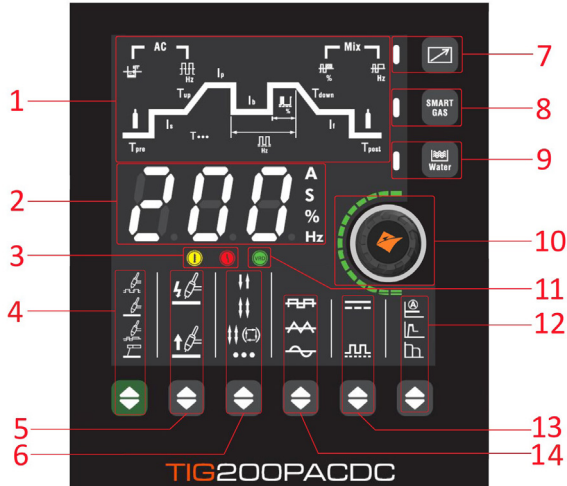 AC
Mix
Hz
%
Hz
Ip
Tup
Ib
Tdown
%
Is
T•••
If
Hz
Tpre
Tpost
SMART
GAS
Water
200
A
S
%
Hz
VRD
A
TIG200PACDC
1
2
3
4
5
6
7
8
9
10
11
12
13
14